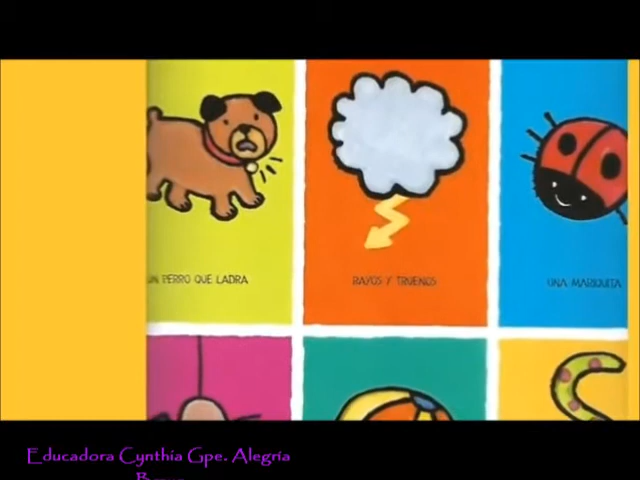 UN PERRO QUE LADRA
RAYOS Y TRUENOS
UNA MARIQUITA
Educadora Cynthia Gpe. Alegría